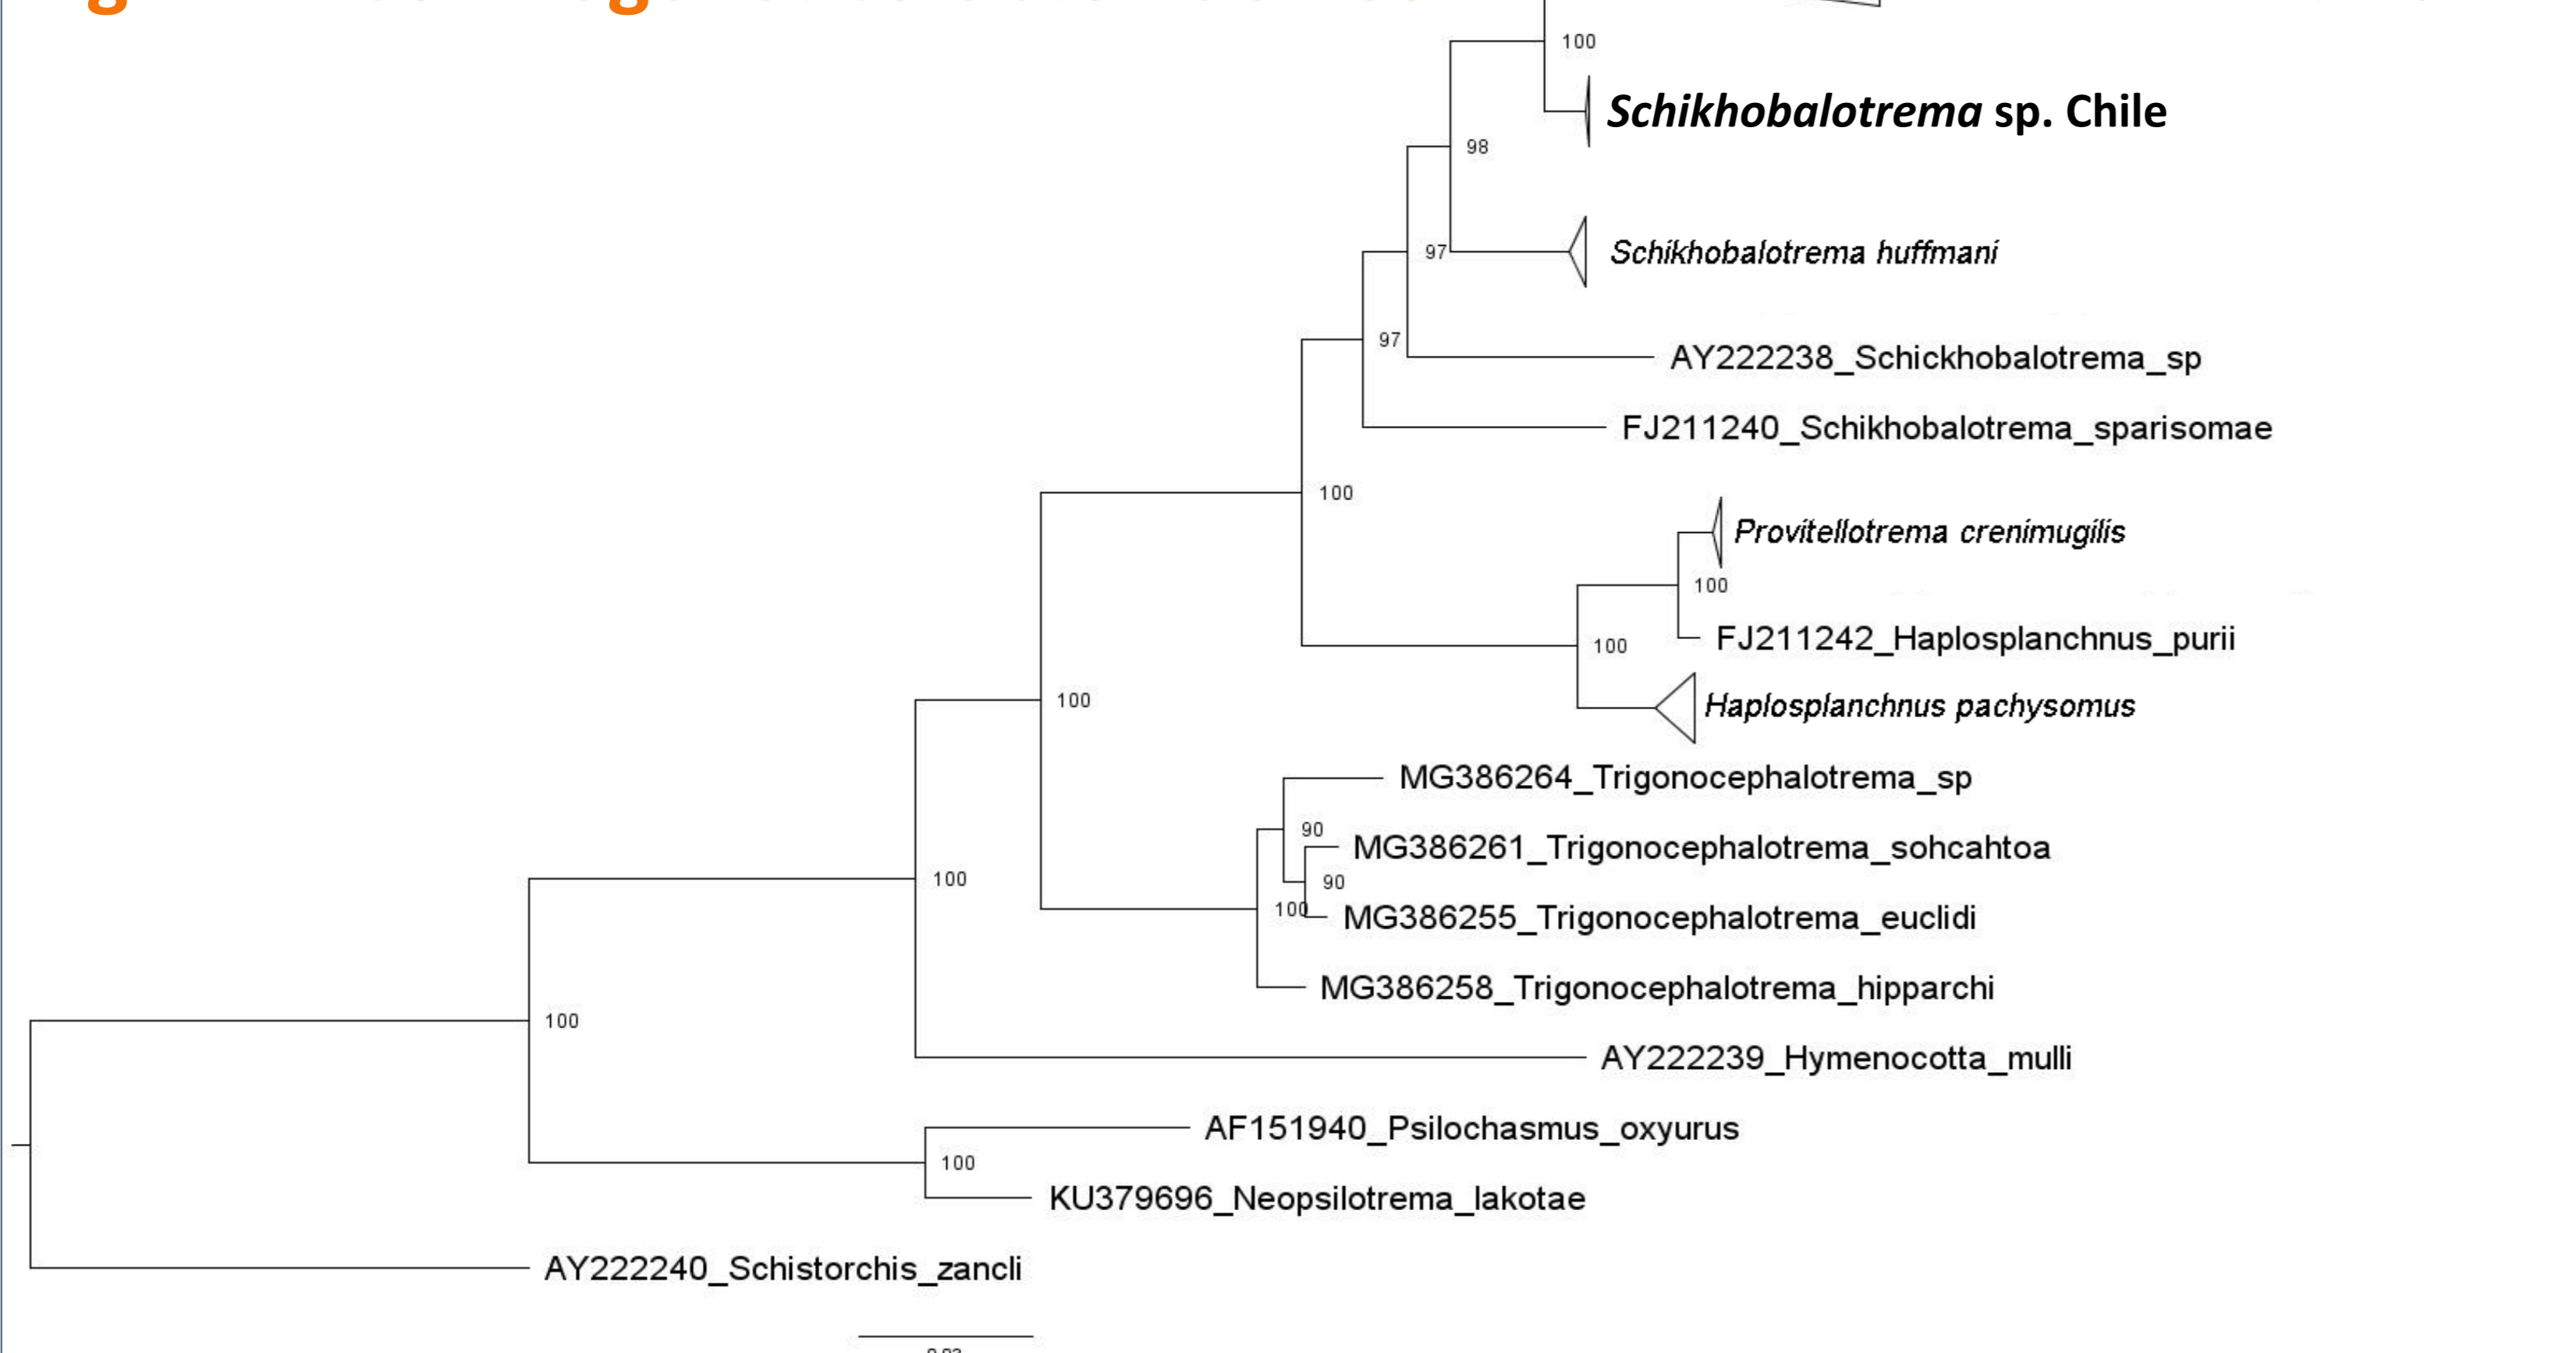 100
Schikhobalotrema sp. Chile
98
97
Schikhobalotrema huffmani
97
AY222238_Schickhobalotrema_sp
FJ211240_Schikhobalotrema_sparisomae
100
Provitellotrema crenimugilis
100
FJ211242_Haplosplanchnus_purii
100
Haplosplanchnus pachysomus
100
MG386264_Trigonocephalotrema_sp
90
MG386261_Trigonocephalotrema_sohcahtoa
90
100
MG386255_Trigonocephalotrema_euclidi
100
MG386258_Trigonocephalotrema_hipparchi
100
AY222239_Hymenocotta_mulli
AF151940_Psilochasmus_oxyurus
100
KU379696_Neopsilotrema_lakotae
AY222240_Schistorchis_zancli